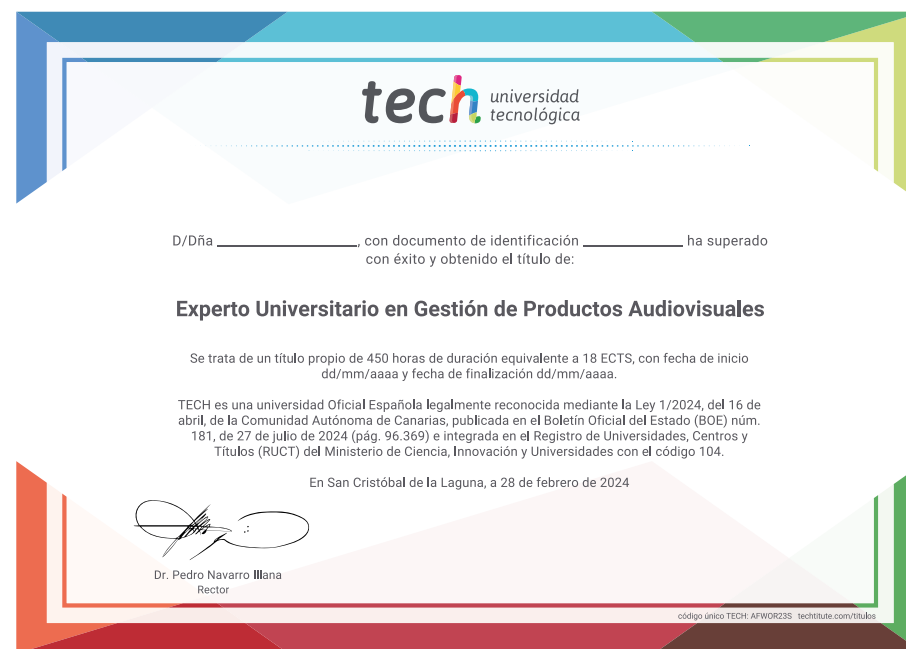 tech universidad
tecnológica
D/Dña ____________________, con documento de identificación ______________ ha superado
con éxito y obtenido el título de:
Experto Universitario en Gestión de Productos Audiovisuales
Se trata de un título propio de 450 horas de duración equivalente a 18 ECTS, con fecha de inicio
dd/mm/aaaa y fecha de finalización dd/mm/aaaa.
TECH es una universidad Oficial Española legalmente reconocida mediante la Ley 1/2024, del 16 de
abril, de la Comunidad Autónoma de Canarias, publicada en el Boletín Oficial del Estado (BOE) núm.
181, de 27 de julio de 2024 (pág. 96.369) e integrada en el Registro de Universidades, Centros y
Títulos (RUCT) del Ministerio de Ciencia, Innovación y Universidades con el código 104.
En San Cristóbal de la Laguna, a 28 de febrero de 2024
Dr. Pedro Navarro Illana
Rector
código único TECH: AFWOR23S techtitute.com/titulos